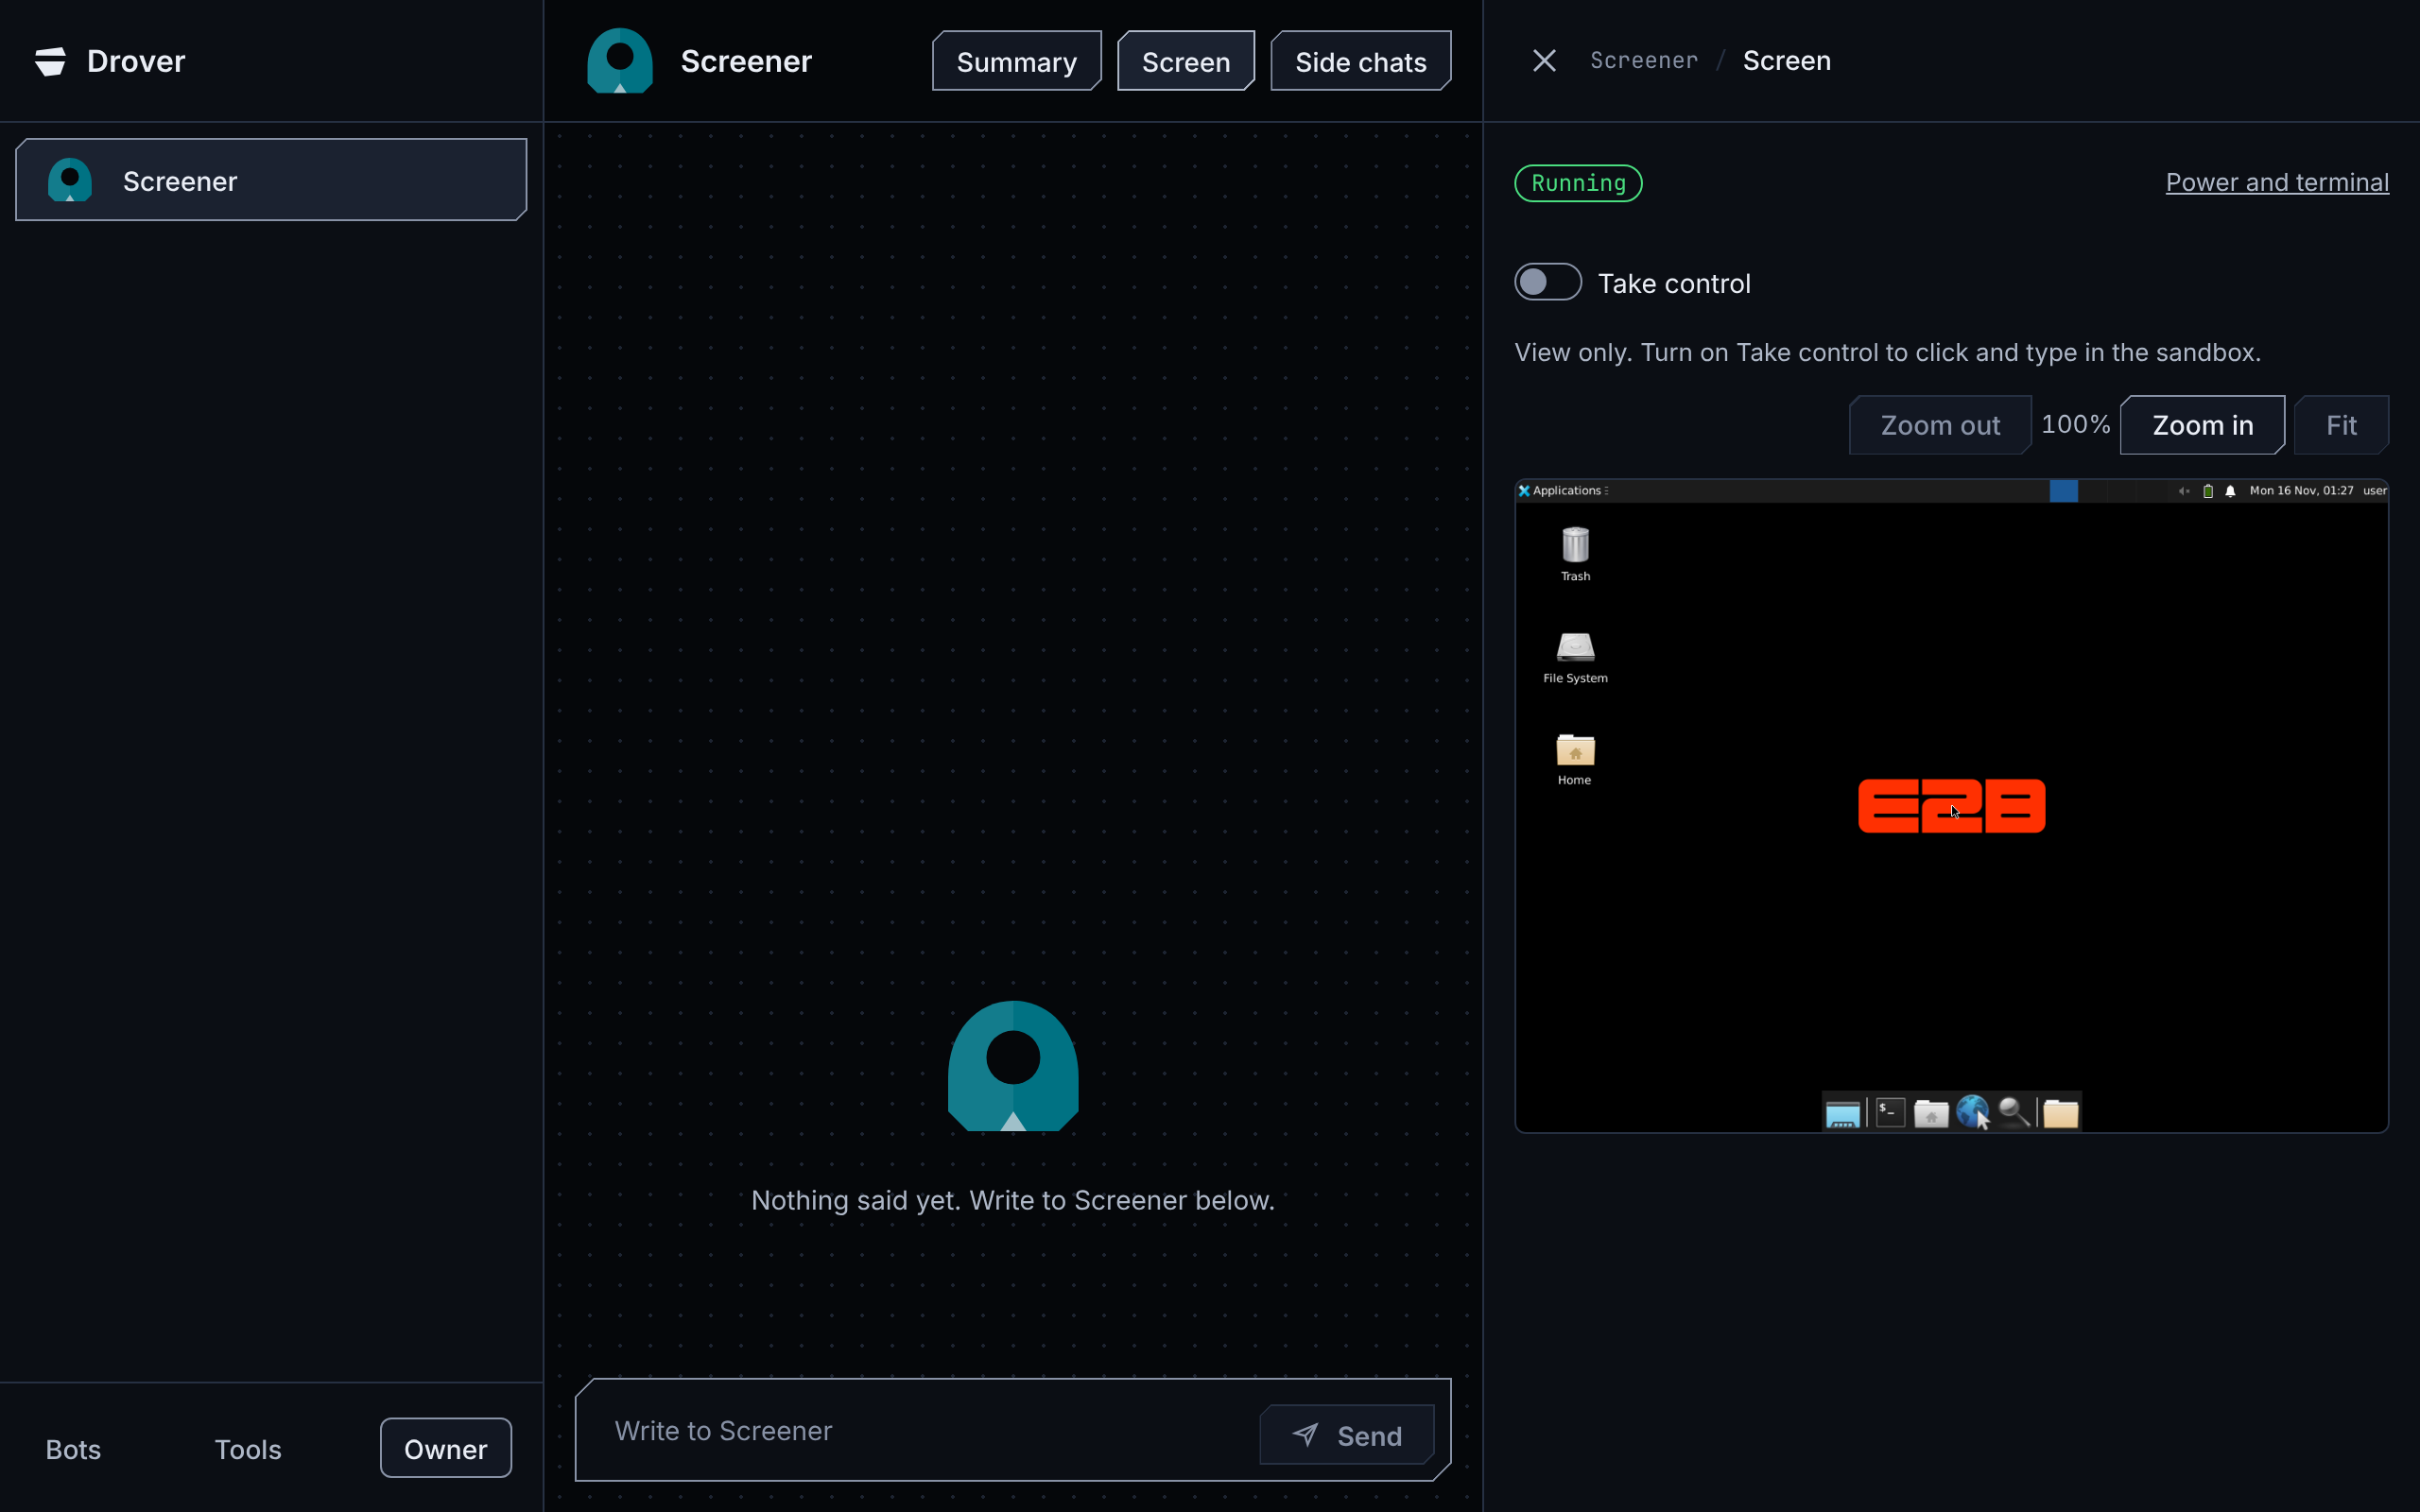 Drover
Screener
Screener
Summary
Screen
Side chats
Nothing said yet. Write to Screener below.
Write to Screener
Send
Bots
Tools
Owner
Screener / Screen
Running
Power and terminal
Take control
View only. Turn on Take control to click and type in the sandbox.
Zoom out
100%
Zoom in
Fit
Applications
Mon 16 Nov, 01:27
user
Trash
File System
Home
E2B
$_